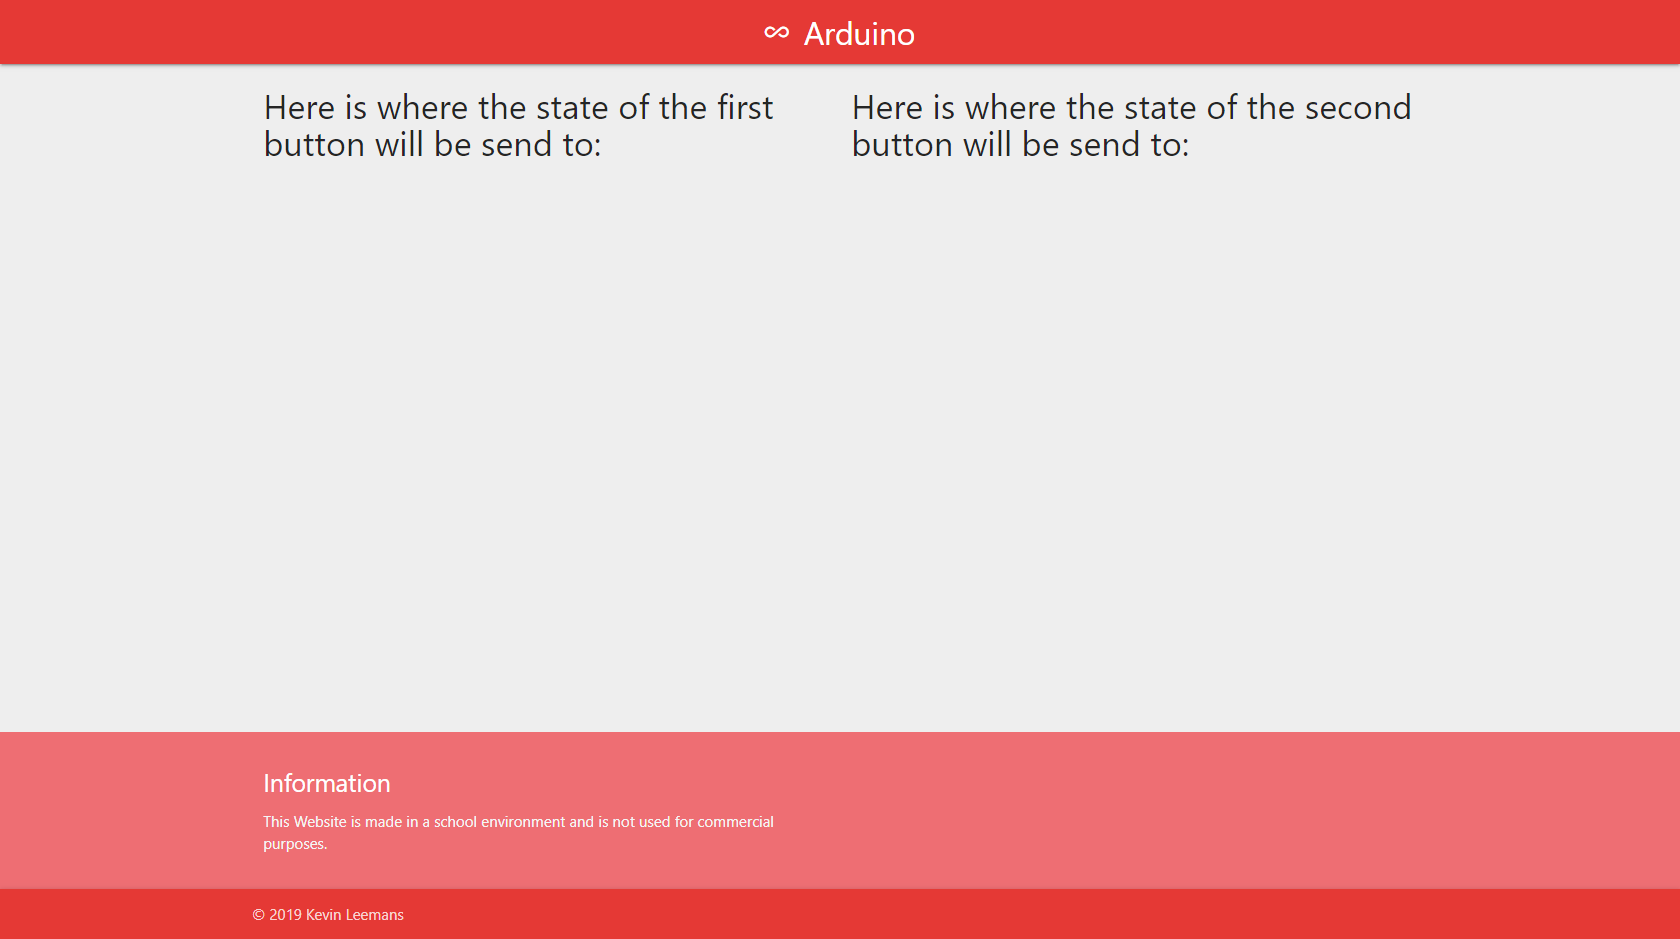 Arduino
Here is where the state of the first
button will be send to:
Here is where the state of the second
button will be send to:
Information
This Website is made in a school environment and is not used for commercial
purposes.
© 2019 Kevin Leemans